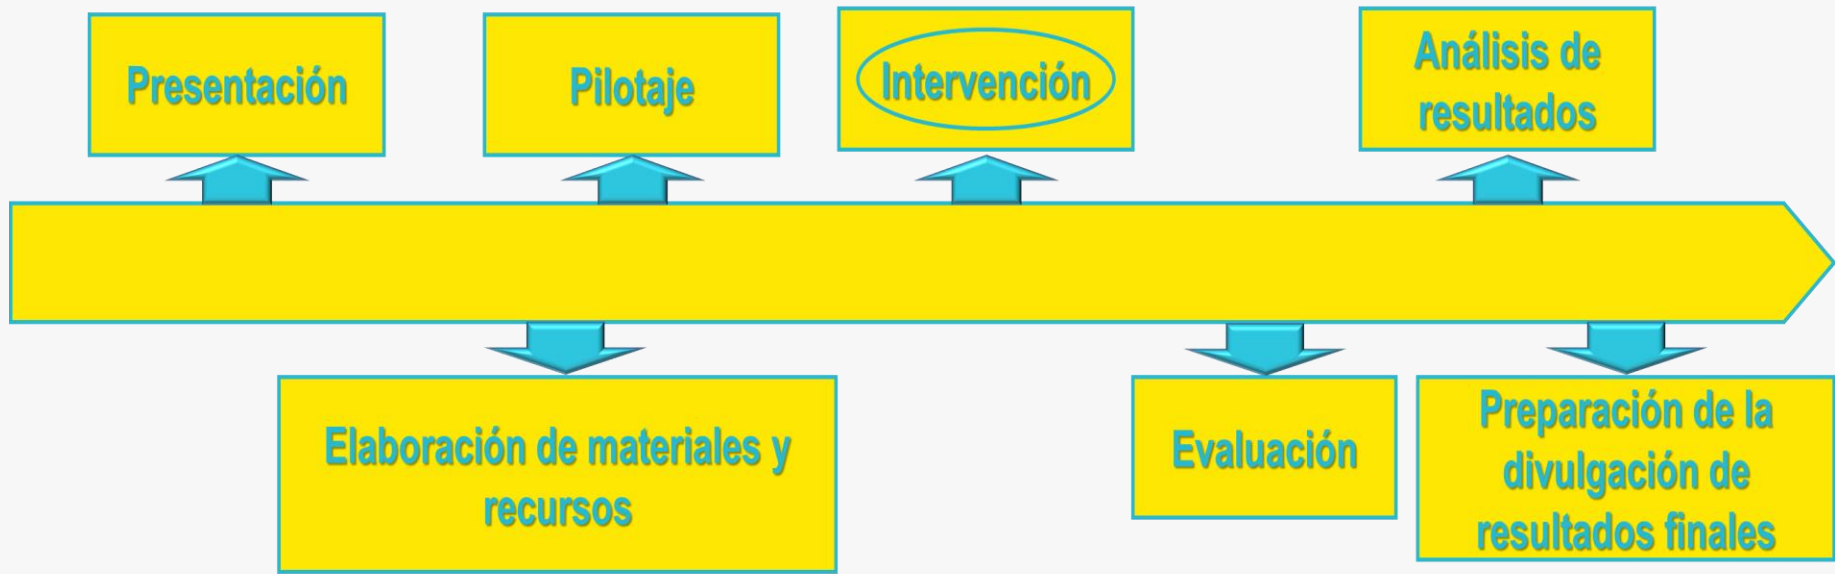 Presentación
Pilotaje
Intervención
Análisis de
resultados
Elaboración de materiales y
recursos
Evaluación
Preparación de la
divulgación de
resultados finales